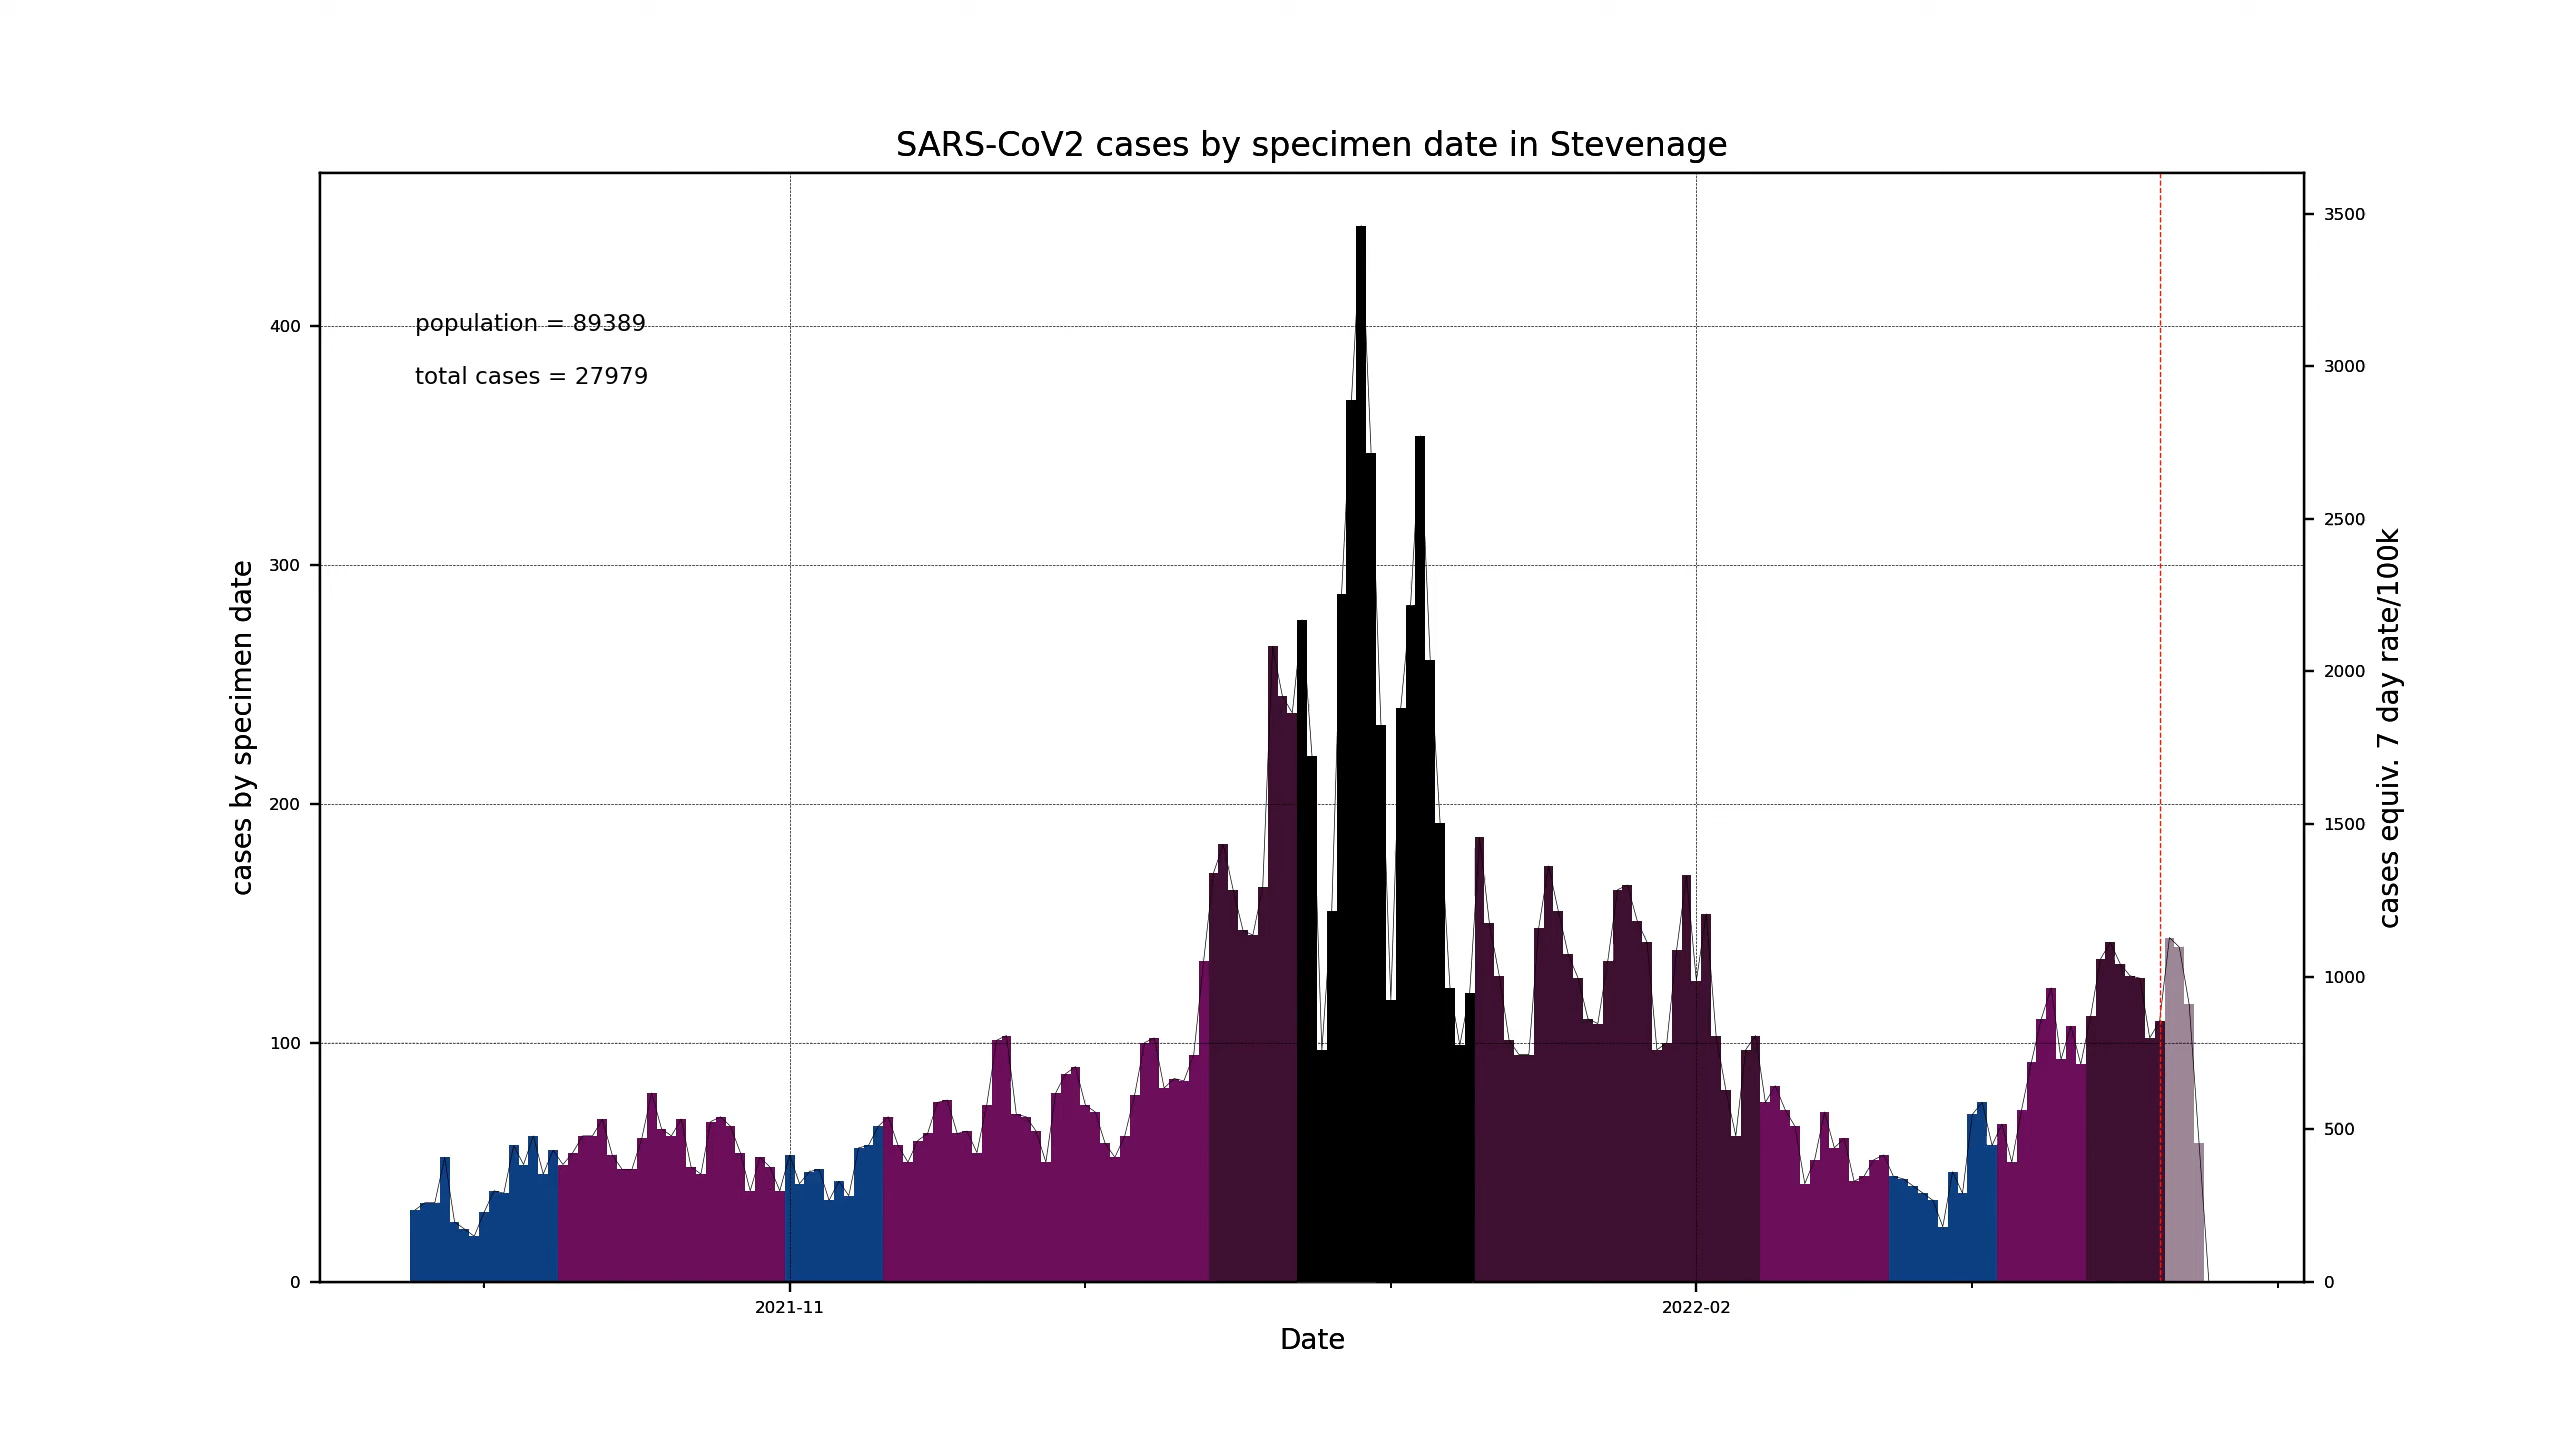 SARS-CoV2 cases by specimen date in Stevenage
population = 89389
total cases = 27979
cases by specimen date
400
300
200
100
0
cases equiv. 7 day rate/100k
3500
3000
2500
2000
1500
1000
500
0
2021-11
2022-02
Date